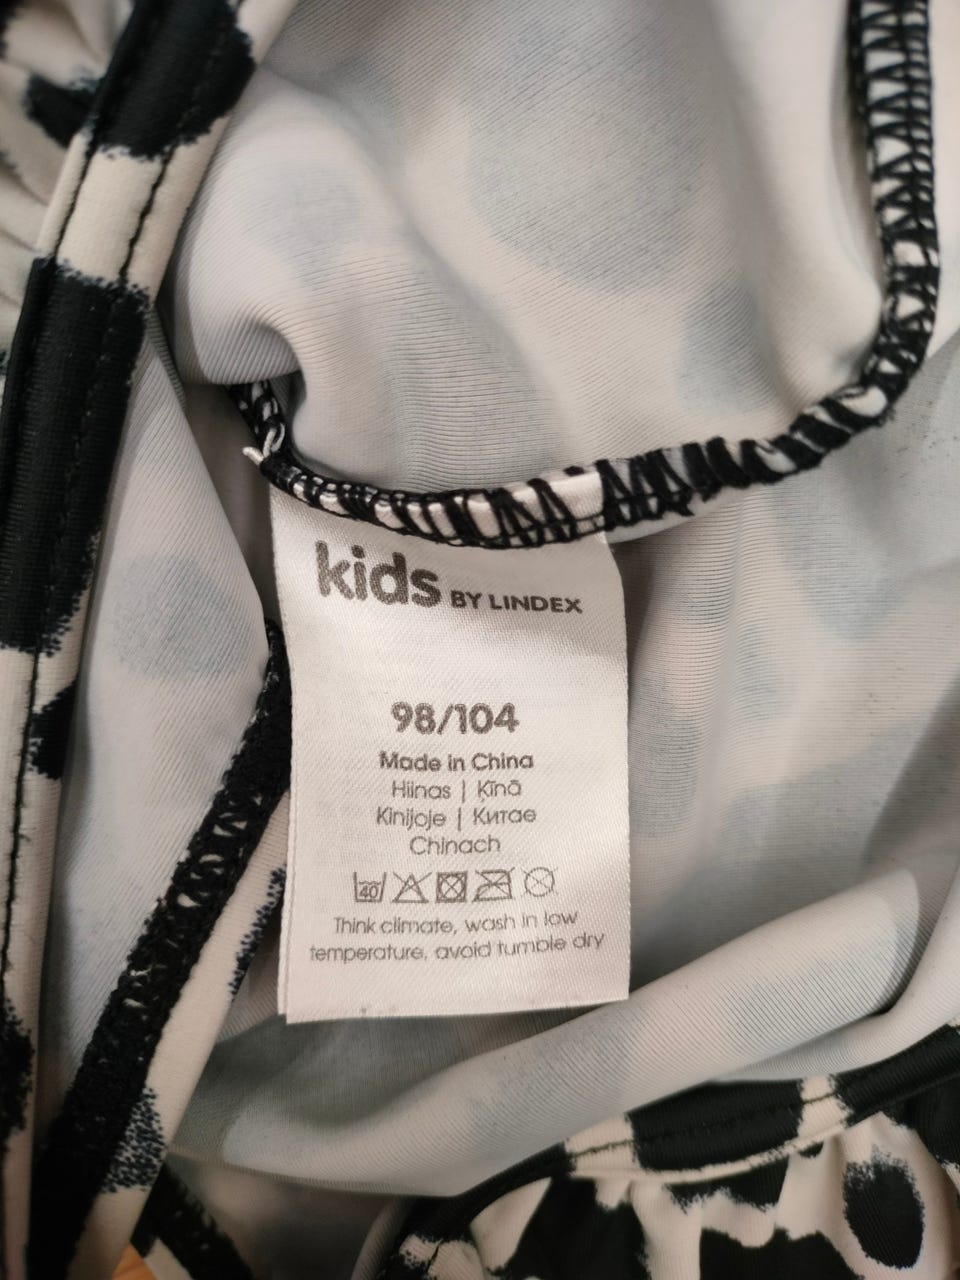 kids BY LINDEX
98/104
Made in China
Hiinas | Ķīnā
Kinijoje | Китае
Chinach
40
Think climate, wash in low
temperature, avoid tumble dry